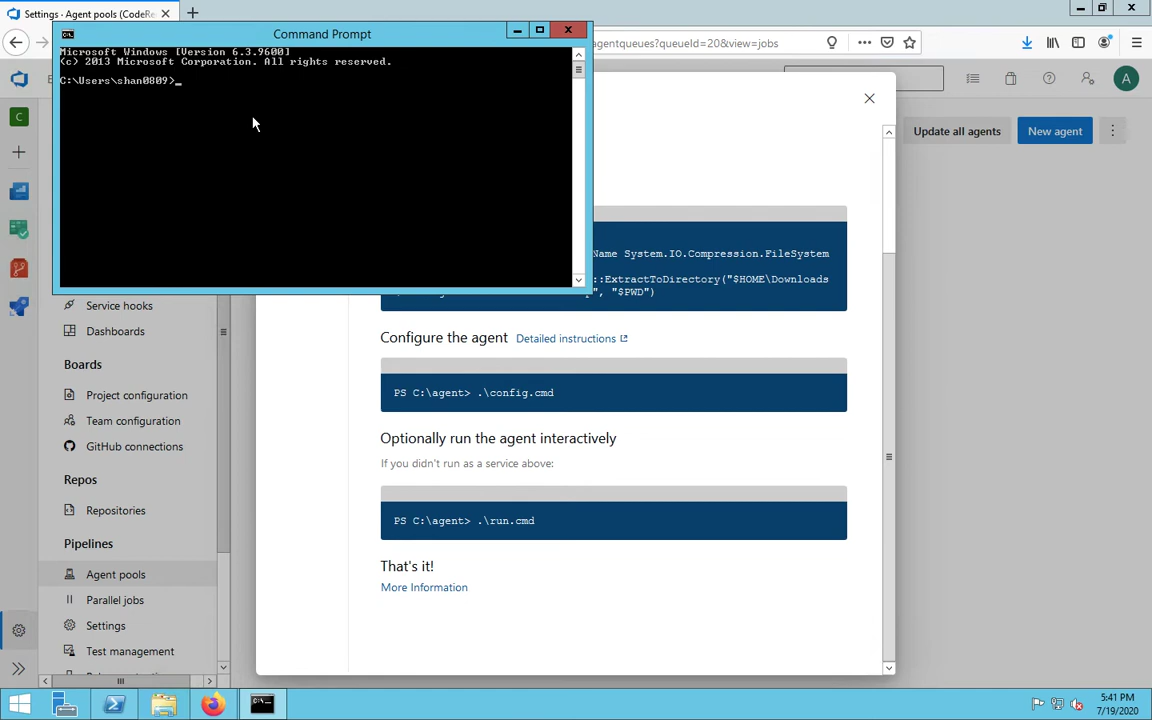 Settings - Agent pools (CodeRe
Command Prompt
Microsoft Windows [Version 6.3.9600]
(c) 2013 Microsoft Corporation. All rights reserved.
C:\Users\shan0809>_
agentqueues?queueId=20&view=jobs
A
C
Update all agents
New agent
Name System.IO.Compression.FileSystem
::ExtractToDirectory("$HOME\Downloads
", "$PWD")
Configure the agent Detailed instructions
PS C:\agent> .\config.cmd
Optionally run the agent interactively
If you didn't run as a service above:
PS C:\agent> .\run.cmd
That's it!
More Information
Service hooks
Dashboards
Boards
Project configuration
Team configuration
GitHub connections
Repos
Repositories
Pipelines
Agent pools
Parallel jobs
Settings
Test management
5:41 PM
7/19/2020